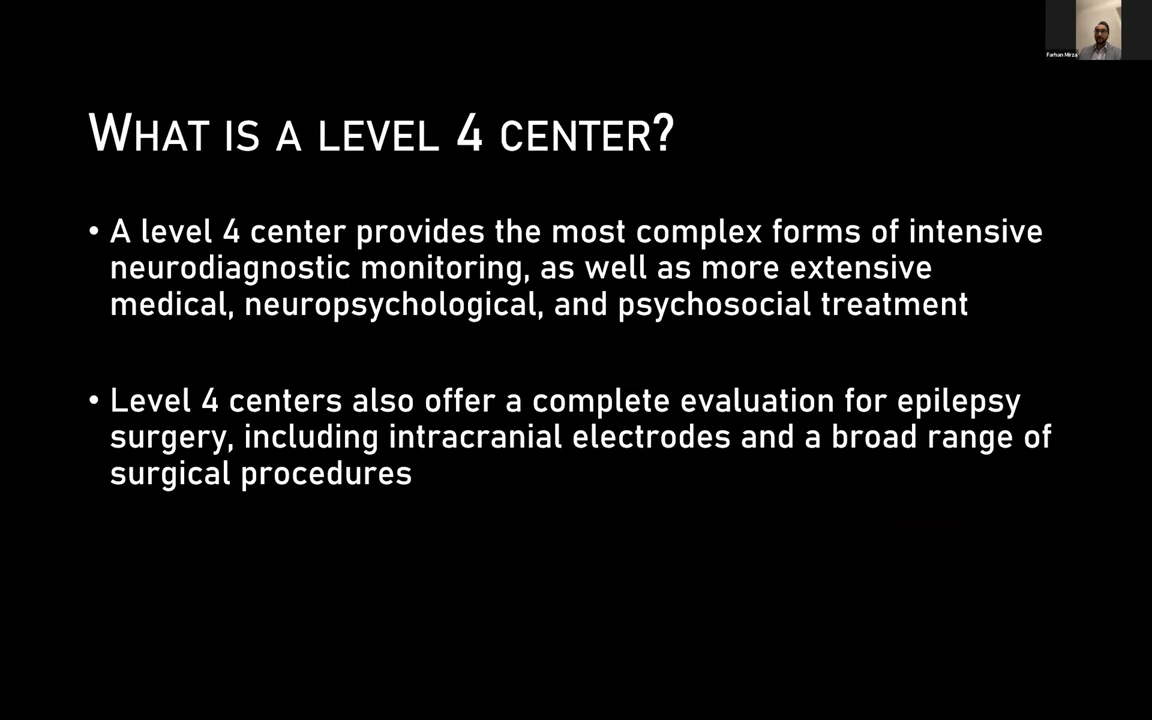 Farhan Mirza
WHAT IS A LEVEL 4 CENTER?
• A level 4 center provides the most complex forms of intensive
neurodiagnostic monitoring, as well as more extensive
medical, neuropsychological, and psychosocial treatment
• Level 4 centers also offer a complete evaluation for epilepsy
surgery, including intracranial electrodes and a broad range of
surgical procedures